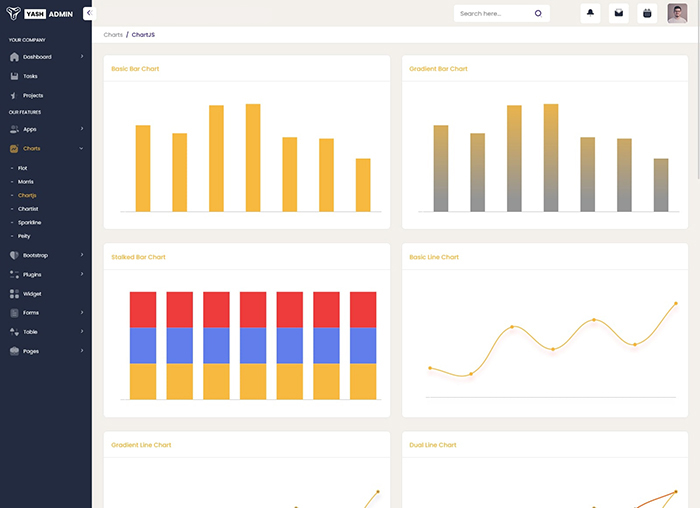 YASH ADMIN
Search here...
Charts / ChartJS
YOUR COMPANY
Dashboard
Tasks
Projects
OUR FEATURES
Apps
Charts
Flot
Morris
Chartjs
Chartist
Sparkline
Peity
Bootstrap
Plugins
Widget
Forms
Table
Pages
Basic Bar Chart
Gradient Bar Chart
Stalked Bar Chart
Basic Line Chart
Gradient Line Chart
Dual Line Chart